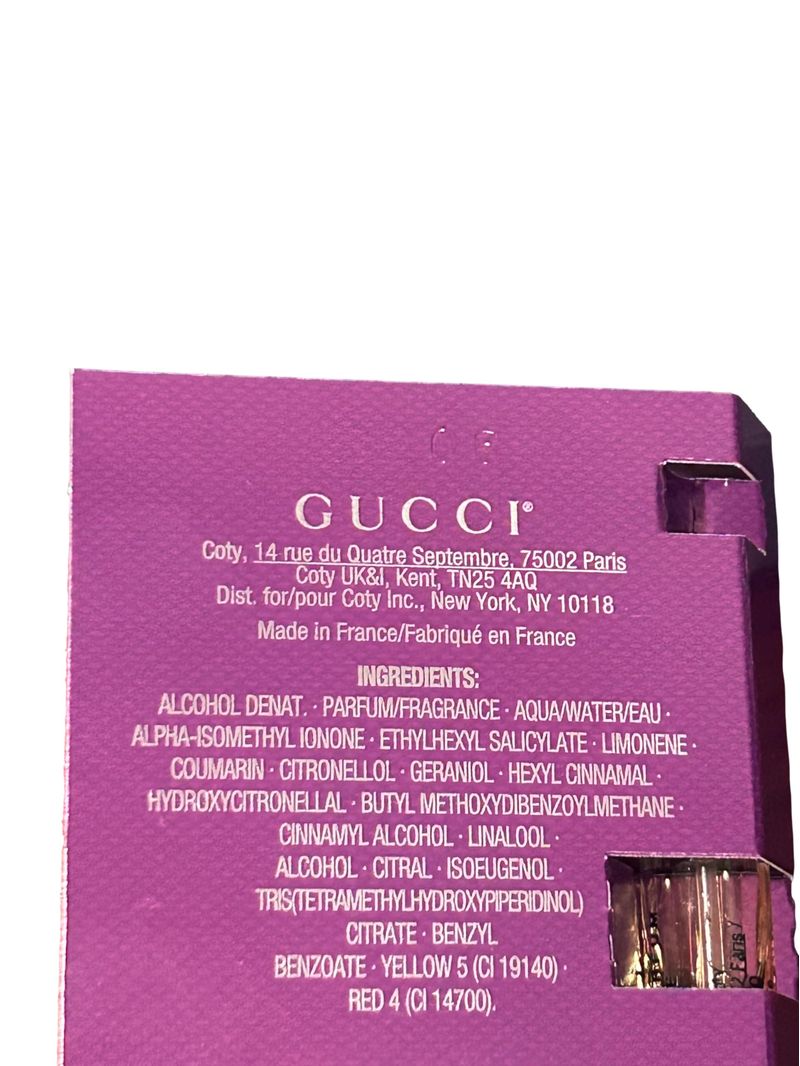 GUCCI®
Coty, 14 rue du Quatre Septembre, 75002 Paris
Coty UK&I, Kent, TN25 4AQ
Dist. for/pour Coty Inc., New York, NY 10118
Made in France/Fabriqué en France
INGREDIENTS:
ALCOHOL DENAT. · PARFUM/FRAGRANCE · AQUA/WATER/EAU ·
ALPHA-ISOMETHYL IONONE · ETHYLHEXYL SALICYLATE · LIMONENE ·
COUMARIN · CITRONELLOL · GERANIOL · HEXYL CINNAMAL ·
HYDROXYCITRONELLAL · BUTYL METHOXYDIBENZOYLMETHANE ·
CINNAMYL ALCOHOL · LINALOOL ·
ALCOHOL · CITRAL · ISOEUGENOL ·
TRIS(TETRAMETHYLHYDROXYPIPERIDINOL)
CITRATE · BENZYL
BENZOATE · YELLOW 5 (CI 19140) ·
RED 4 (CI 14700).